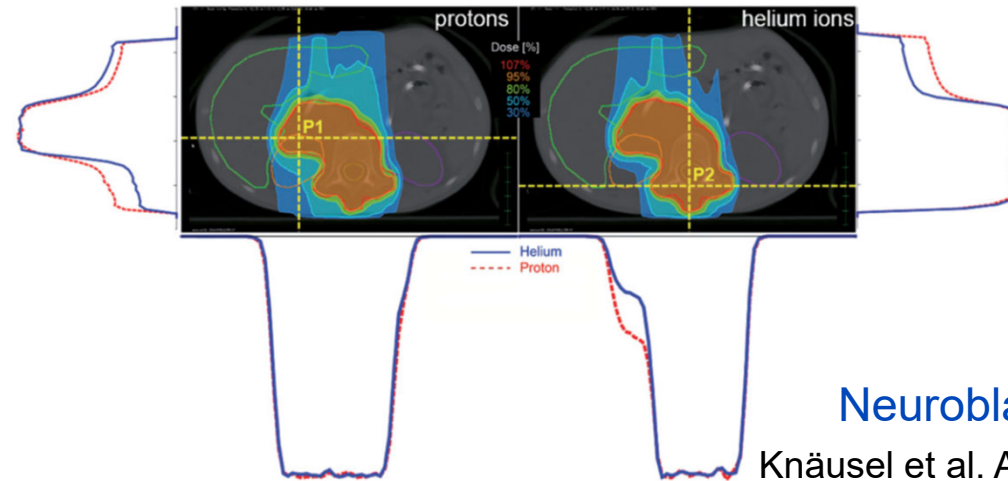 protons
helium ions
Dose [%]
107%
95%
80%
50%
30%
P1
P2
Helium
Proton
Neurobla
Knäusel et al. A